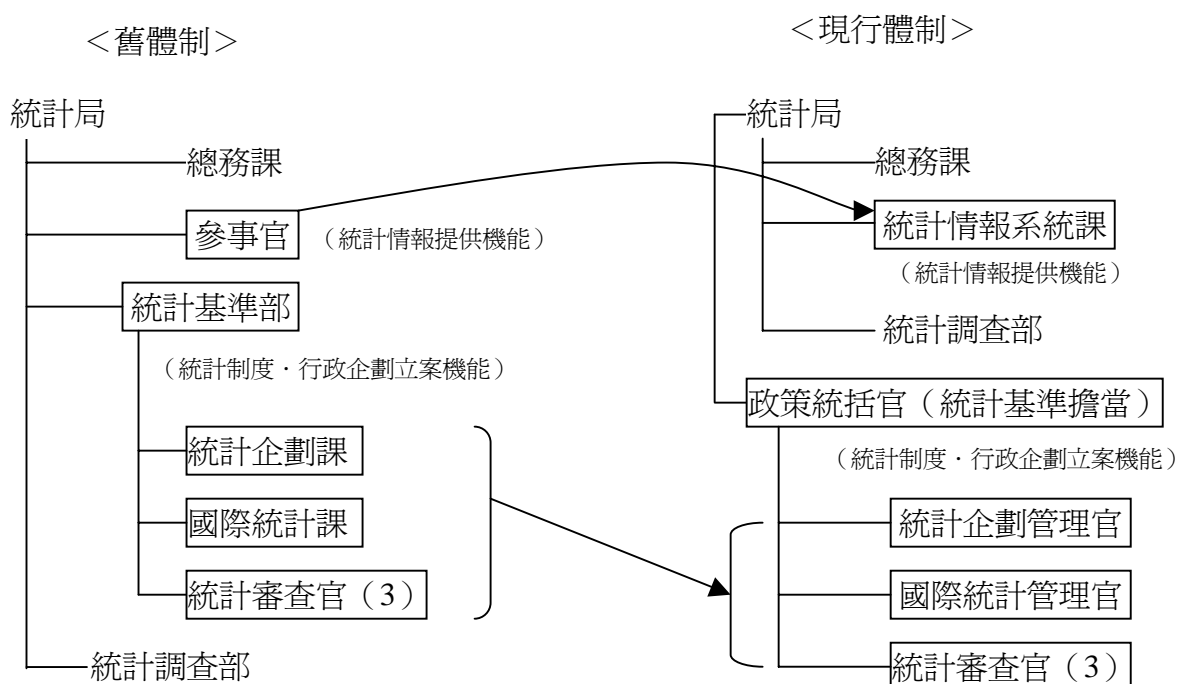 ＜舊體制＞
統計局
總務課
參事官
（統計情報提供機能）
統計基準部
（統計制度．行政企劃立案機能）
統計企劃課
國際統計課
統計審查官（3）
統計調查部
＜現行體制＞
統計局
總務課
統計情報系統課
（統計情報提供機能）
統計調查部
政策統括官（統計基準擔當）
（統計制度．行政企劃立案機能）
統計企劃管理官
國際統計管理官
統計審查官（3）